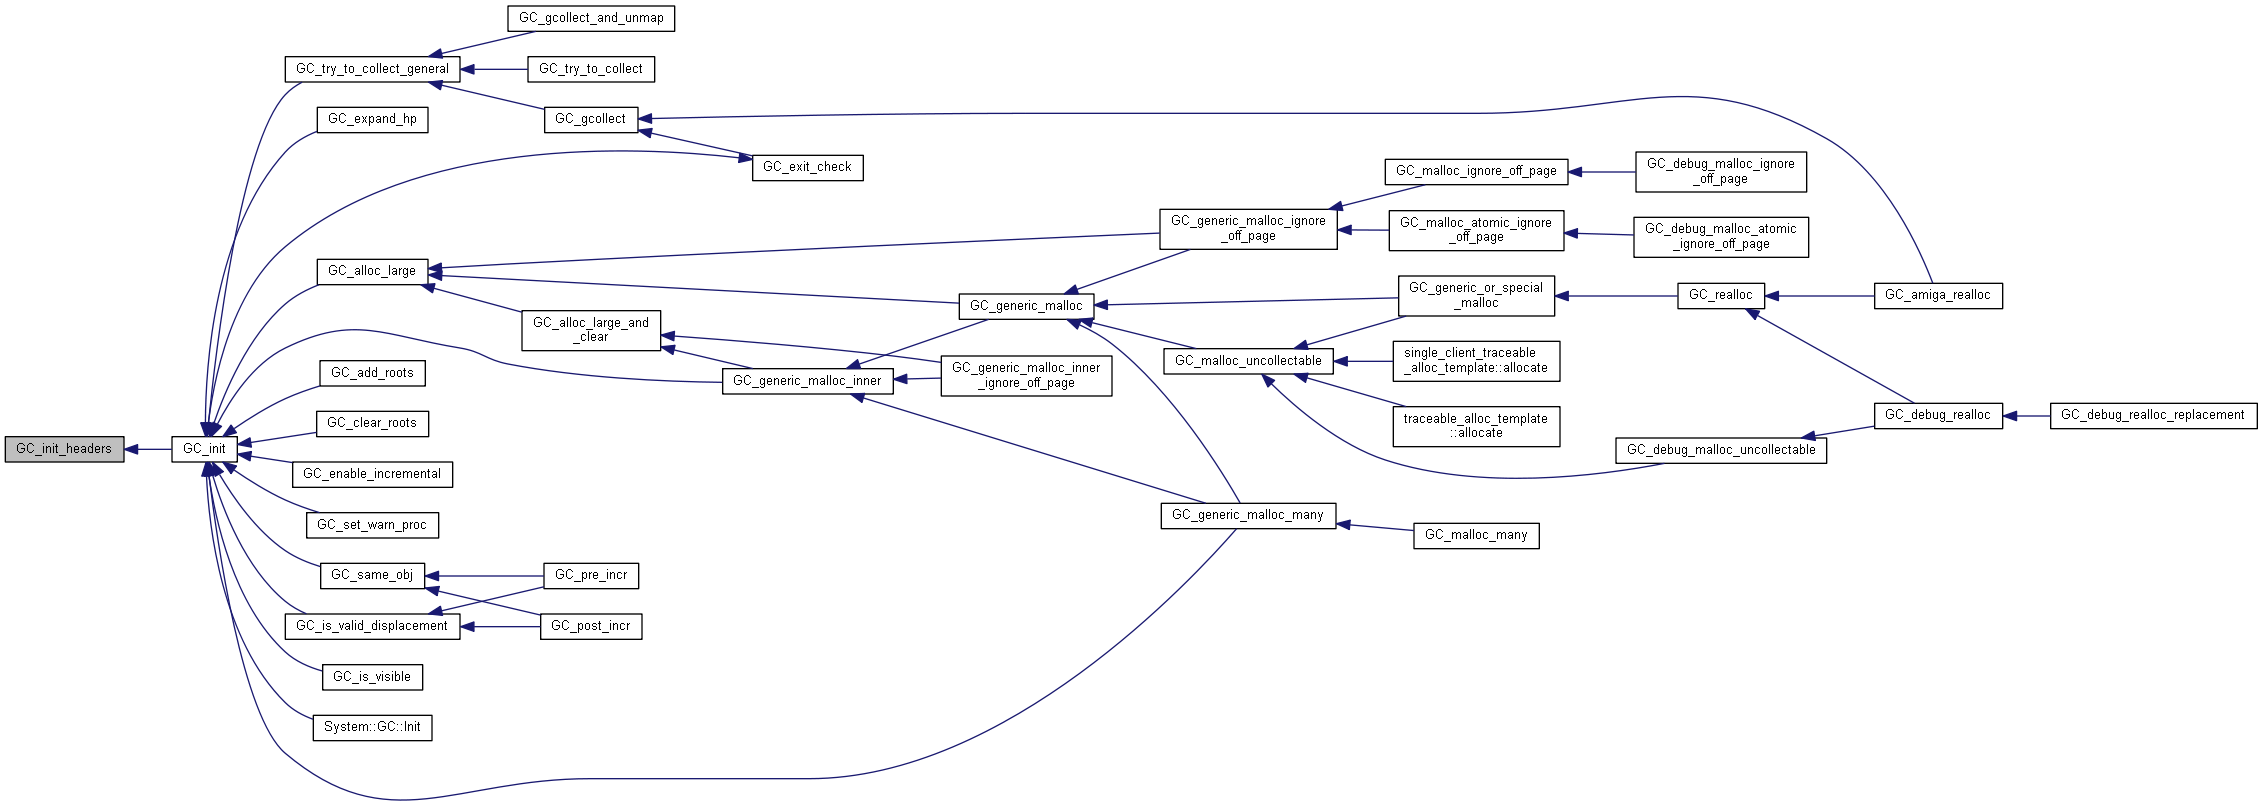 GC_gcollect_and_unmap
GC_try_to_collect_general
GC_try_to_collect
GC_expand_hp
GC_gcollect
GC_exit_check
GC_malloc_ignore_off_page
GC_debug_malloc_ignore
_off_page
GC_generic_malloc_ignore
_off_page
GC_malloc_atomic_ignore
_off_page
GC_debug_malloc_atomic
_ignore_off_page
GC_alloc_large
GC_generic_malloc
GC_generic_or_special
_malloc
GC_realloc
GC_amiga_realloc
GC_alloc_large_and
_clear
GC_malloc_uncollectable
single_client_traceable
_alloc_template::allocate
GC_add_roots
GC_generic_malloc_inner
GC_generic_malloc_inner
_ignore_off_page
traceable_alloc_template
::allocate
GC_debug_realloc
GC_debug_realloc_replacement
GC_clear_roots
GC_init_headers
GC_init
GC_debug_malloc_uncollectable
GC_enable_incremental
GC_set_warn_proc
GC_generic_malloc_many
GC_malloc_many
GC_same_obj
GC_pre_incr
GC_is_valid_displacement
GC_post_incr
GC_is_visible
System::GC::Init